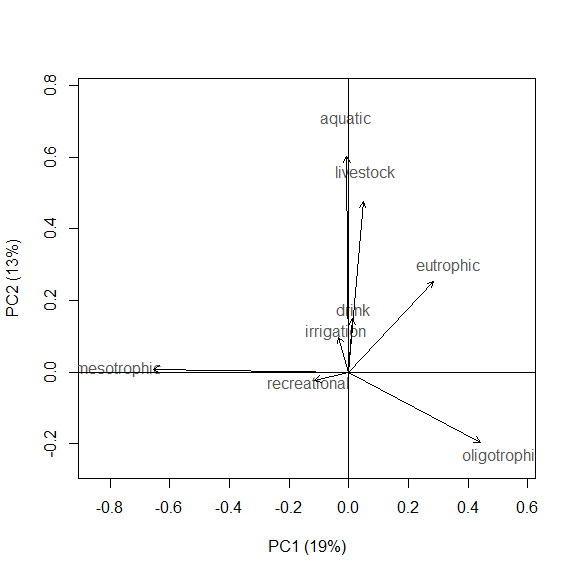 0.8
aquatic
0.6
livestock
0.4
eutrophic
PC2 (13%)
0.2
drink
irrigation
0.0
mesotrophic
recreational
-0.2
oligotrophi
-0.8
-0.6
-0.4
-0.2
0.0
0.2
0.4
0.6
PC1 (19%)